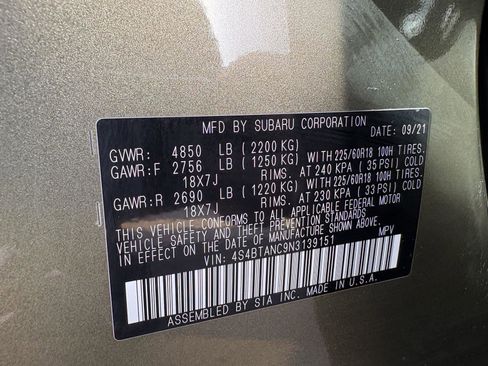 MFD BY SUBARU CORPORATION
DATE: 09/21
GVWR: 4850 LB (2200 KG)
GAWR:F 2756 LB (1250 KG) WITH 225/60R18 100H TIRES.
18X7J RIMS. AT 240 KPA (35 PSI) COLD
GAWR:R 2690 LB (1220 KG) WITH 225/60R18 100H TIRES.
18X7J RIMS. AT 230 KPA (33 PSI) COLD
THIS VEHICLE CONFORMS TO ALL APPLICABLE FEDERAL MOTOR
VEHICLE SAFETY AND THEFT PREVENTION STANDARDS
IN EFFECT ON THE DATE OF MANUFACTURE SHOWN ABOVE.
VIN: 4S4BTANC9N3139151 MPV
ASSEMBLED BY SIA INC. MADE IN U.S.A.